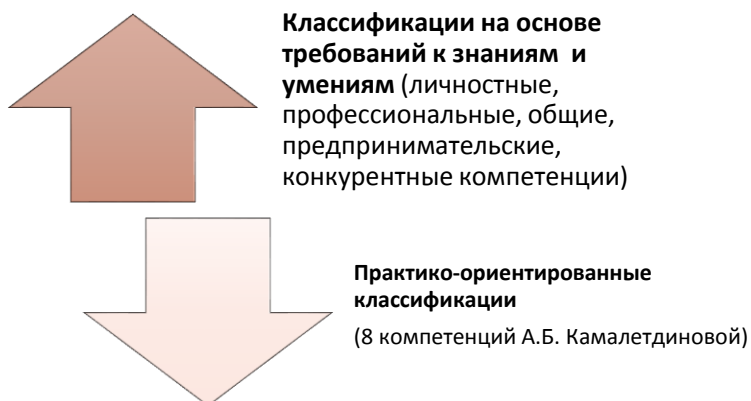 Классификации на основе
требований к знаниям и
умениям (личностные,
профессиональные, общие,
предпринимательские,
конкурентные компетенции)
Практико-ориентированные
классификации
(8 компетенций А.Б. Камалетдиновой)